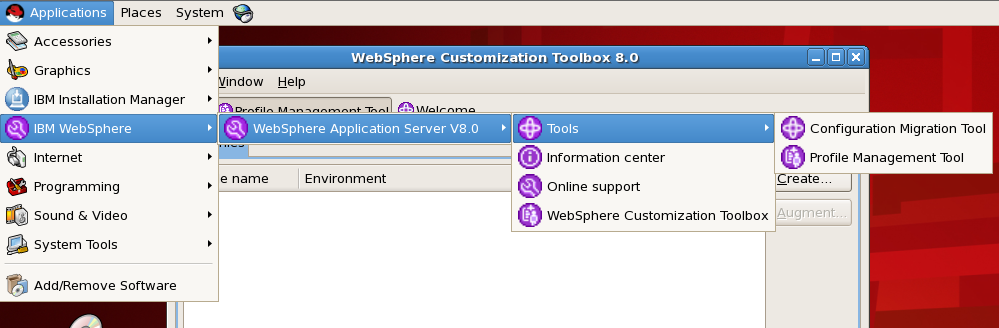 Applications Places System
WebSphere Customization Toolbox 8.0
Window Help
Profile Management Tool Welcome
Accessories
Graphics
IBM Installation Manager
IBM WebSphere
Internet
Programming
Sound & Video
System Tools
Add/Remove Software
WebSphere Application Server V8.0
Tools
Information center
Online support
WebSphere Customization Toolbox
Configuration Migration Tool
Profile Management Tool
e name Environment
Create...
Augment...